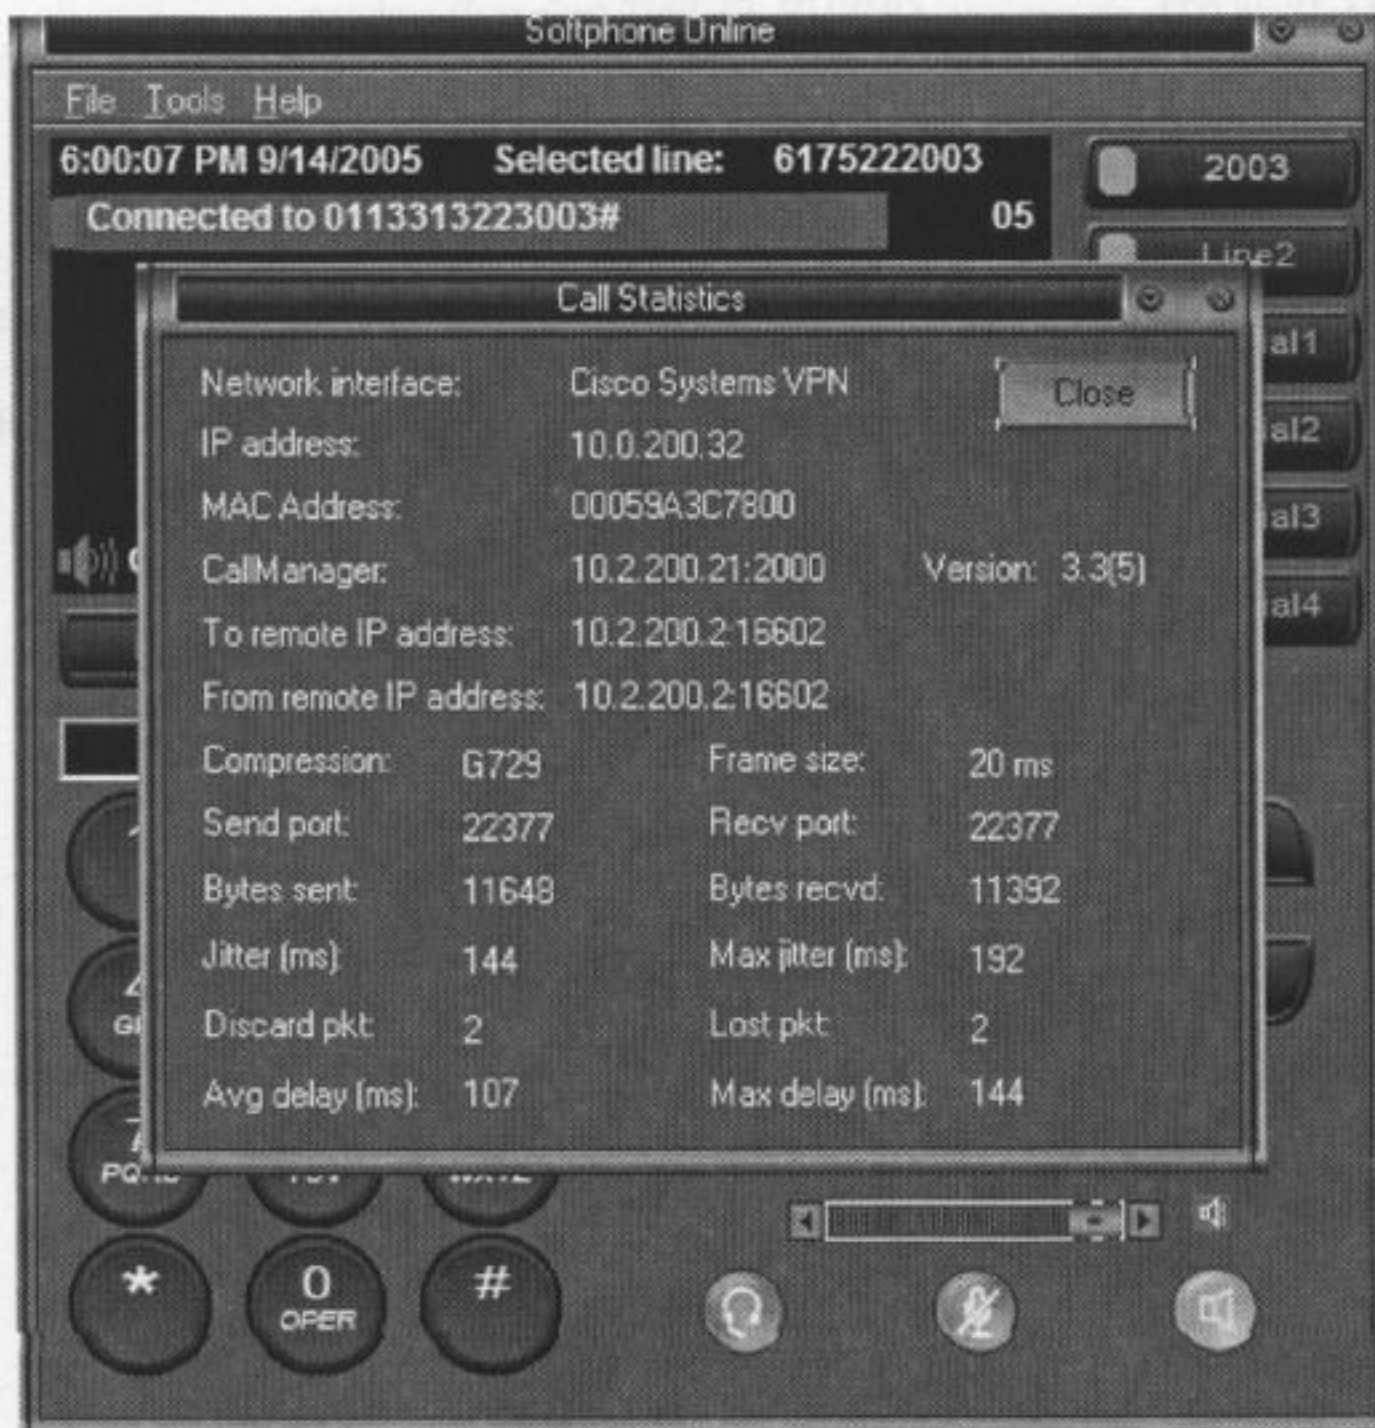 Softphone Online
File Tools Help
6:00:07 PM 9/14/2005 Selected line: 6175222003
2003
Connected to 0113313223003# 05
Line2
Call Statistics
Network interface: Cisco Systems VPN Close
al1
IP address: 10.0.200.32
al2
MAC Address: 00059A3C7800
al3
CallManager: 10.2.200.21:2000 Version: 3.3(5)
al4
To remote IP address: 10.2.200.2:16602
From remote IP address: 10.2.200.2:16602
Compression: G729 Frame size: 20 ms
Send port: 22377 Recv port: 22377
Bytes sent: 11648 Bytes recvd: 11392
Jitter (ms): 144 Max jitter (ms): 192
Discard pkt: 2 Lost pkt: 2
Avg delay (ms): 107 Max delay (ms): 144
* 0 #
OPER